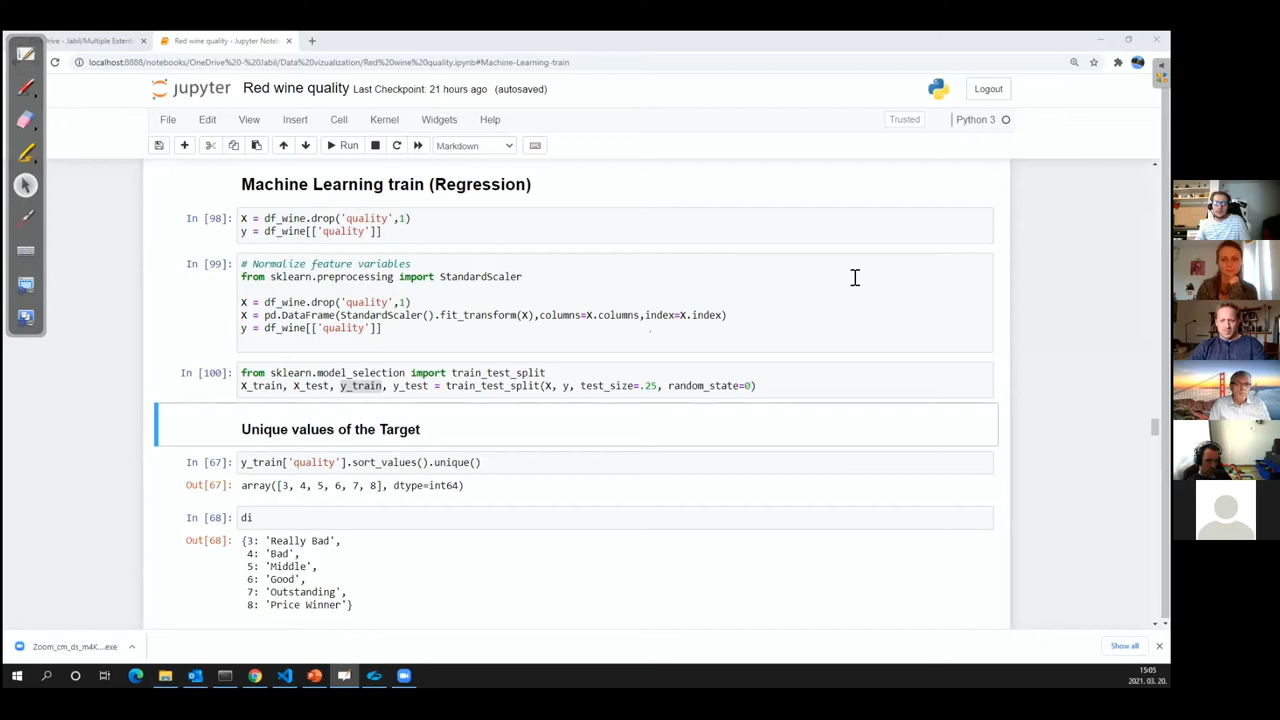 rive - Jabil/Multiple Extent
Red wine quality - Jupyter Note
localhost:8888/notebooks/OneDrive%20-%20Jabil/Data%20vizualization/Red%20wine%20quality.ipynb#Machine-Learning-train
jupyter Red wine quality Last Checkpoint: 21 hours ago (autosaved)
Logout
File Edit View Insert Cell Kernel Widgets Help
Trusted
Python 3
Run
Markdown
Machine Learning train (Regression)
In [98]: X = df_wine.drop('quality',1)
y = df_wine[['quality']]
In [99]: # Normalize feature variables
from sklearn.preprocessing import StandardScaler
X = df_wine.drop('quality',1)
X = pd.DataFrame(StandardScaler().fit_transform(X),columns=X.columns,index=X.index)
y = df_wine[['quality']]
In [100]: from sklearn.model_selection import train_test_split
X_train, X_test, y_train, y_test = train_test_split(X, y, test_size=.25, random_state=0)
Unique values of the Target
In [67]: y_train['quality'].sort_values().unique()
Out[67]: array([3, 4, 5, 6, 7, 8], dtype=int64)
In [68]: di
Out[68]: {3: 'Really Bad',
4: 'Bad',
5: 'Middle',
6: 'Good',
7: 'Outstanding',
8: 'Price Winner'}
Zoom_cm_ds_m4K....exe
Show all
15:05
2021. 03. 20.